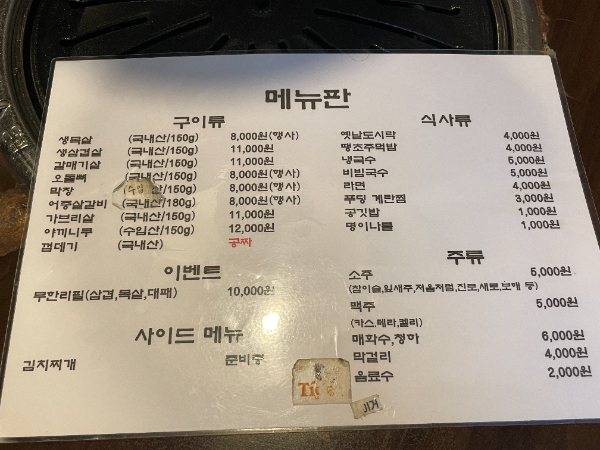 메뉴판
구이류
생목살 (국내산/150g) 8,000원(행사)
생삼겹살 (국내산/150g) 11,000원
갈매기살 (국내산/150g) 11,000원
오돌뼈 (국내산/150g) 8,000원(행사)
막창 (수입산/150g) 8,000원(행사)
어중살갈비 (국내산/180g) 8,000원(행사)
가브리살 (국내산/150g) 11,000원
야끼니꾸 (수입산/150g) 12,000원
껍데기 (국내산) 공짜
이벤트
무한리필(삼겹,목살,대패) 10,000원
사이드 메뉴
김치찌개 준비중
식사류
옛날도시락 4,000원
땡초주먹밥 4,000원
냉국수 5,000원
비빔국수 5,000원
라면 4,000원
푸딩 계란찜 3,000원
공깃밥 1,000원
명이나물 1,000원
주류
소주 5,000원
(참이슬,잎새주,처음처럼,진로,새로,보해 등)
맥주 5,000원
(카스,테라,켈리)
매화수,청하 6,000원
막걸리 4,000원
음료수 2,000원